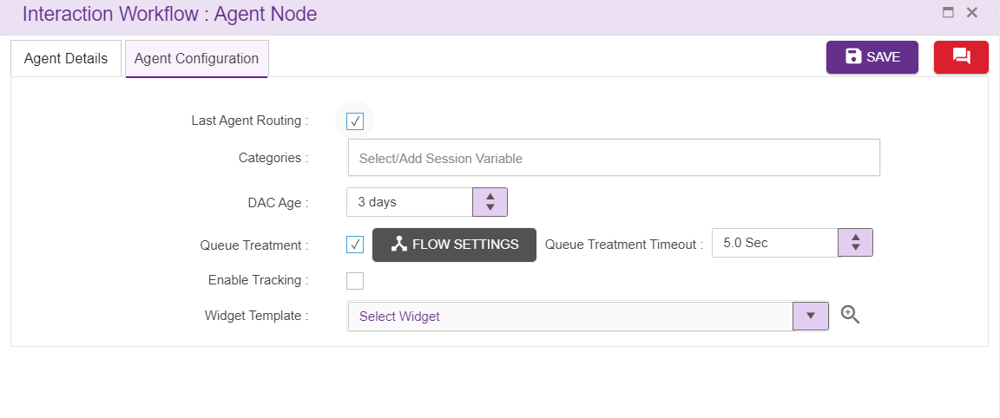 Interaction Workflow : Agent Node
Agent Details Agent Configuration SAVE
Last Agent Routing :
Categories : Select/Add Session Variable
DAC Age : 3 days
Queue Treatment : FLOW SETTINGS Queue Treatment Timeout : 5.0 Sec
Enable Tracking :
Widget Template : Select Widget